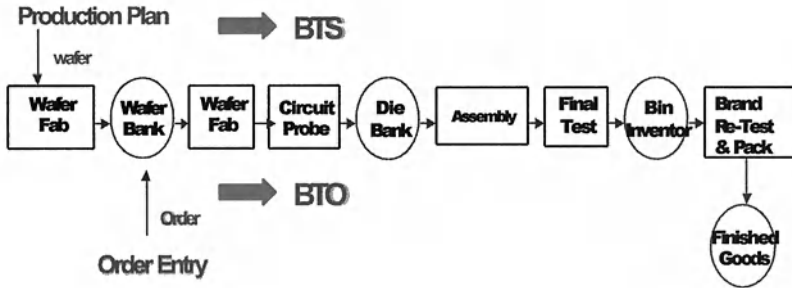 Production Plan
BTS
wafer
Wafer
Fab
Wafer
Bank
Wafer
Fab
Circuit
Probe
Die
Bank
Assembly
Final
Test
Bin
Inventor
Brand
Re-Test
& Pack
BTO
Order
Order Entry
Finished
Goods